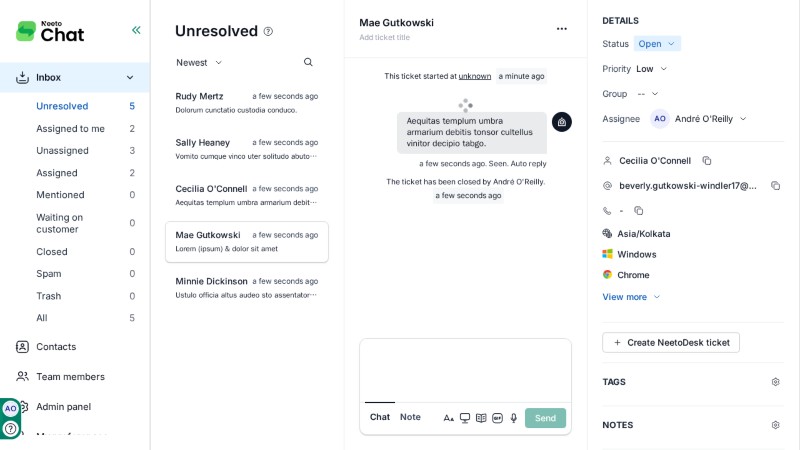 Neeto
Chat
Inbox
Unresolved 5
Assigned to me 2
Unassigned 3
Assigned 2
Mentioned 0
Waiting on
customer 0
Closed 0
Spam 0
Trash 0
All 5
Contacts
Team members
Admin panel
AO
Unresolved
Newest
Rudy Mertz a few seconds ago
Dolorum cunctatio custodia conduco.
Sally Heaney a few seconds ago
Vomito cumque vinco uter solitudo abuto···
Cecilia O'Connell a few seconds ago
Aequitas templum umbra armarium debit···
Mae Gutkowski a few seconds ago
Lorem (ipsum) & dolor sit amet
Minnie Dickinson a few seconds ago
Ustulo officia altus audeo sto assentator···
Mae Gutkowski
Add ticket title
This ticket started at unknown a minute ago
Aequitas templum umbra
armarium debitis tonsor cultellus
vinitor decipio tabgo.
a few seconds ago. Seen. Auto reply
The ticket has been closed by André O'Reilly.
a few seconds ago
Chat Note
GIF
Send
DETAILS
Status Open
Priority Low
Group --
Assignee AO André O'Reilly
Cecilia O'Connell
beverly.gutkowski-windler17@...
-
Asia/Kolkata
Windows
Chrome
View more
+ Create NeetoDesk ticket
TAGS
NOTES